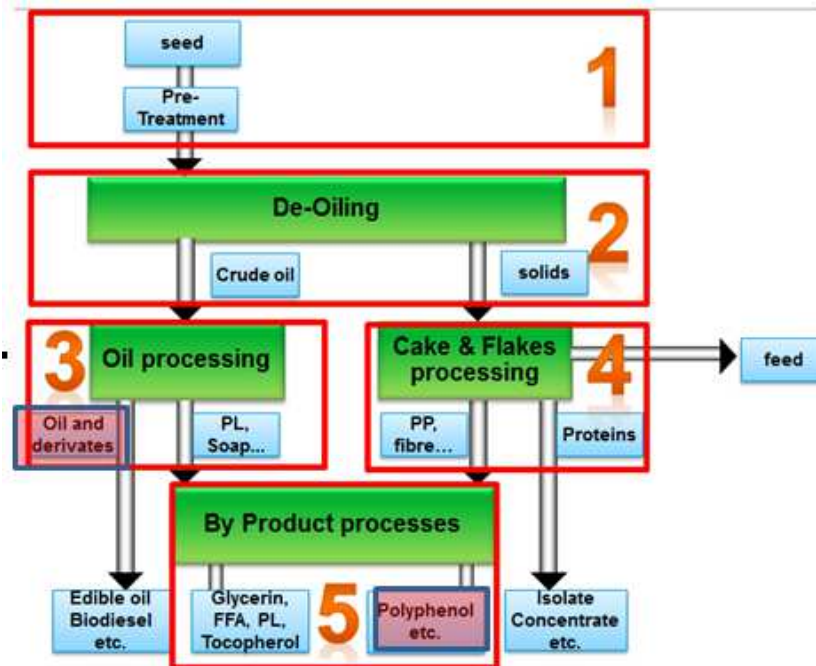 seed
1
Pre-
Treatment
De-Oiling
2
Crude oil
solids
3
Oil processing
Cake & Flakes
processing
4
feed
Oil and
derivates
PL,
Soap...
PP,
fibre...
Proteins
By Product processes
Edible oil
Biodiesel
etc.
Glycerin,
FFA, PL,
Tocopherol
5
Polyphenol
etc.
Isolate
Concentrate
etc.